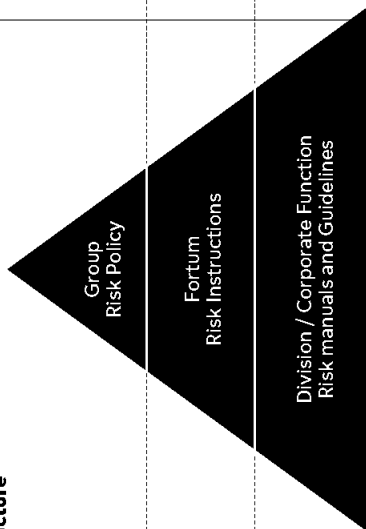 Group
Risk Policy
Fortum
Risk Instructions
Division / Corporate Function
Risk manuals and Guidelines